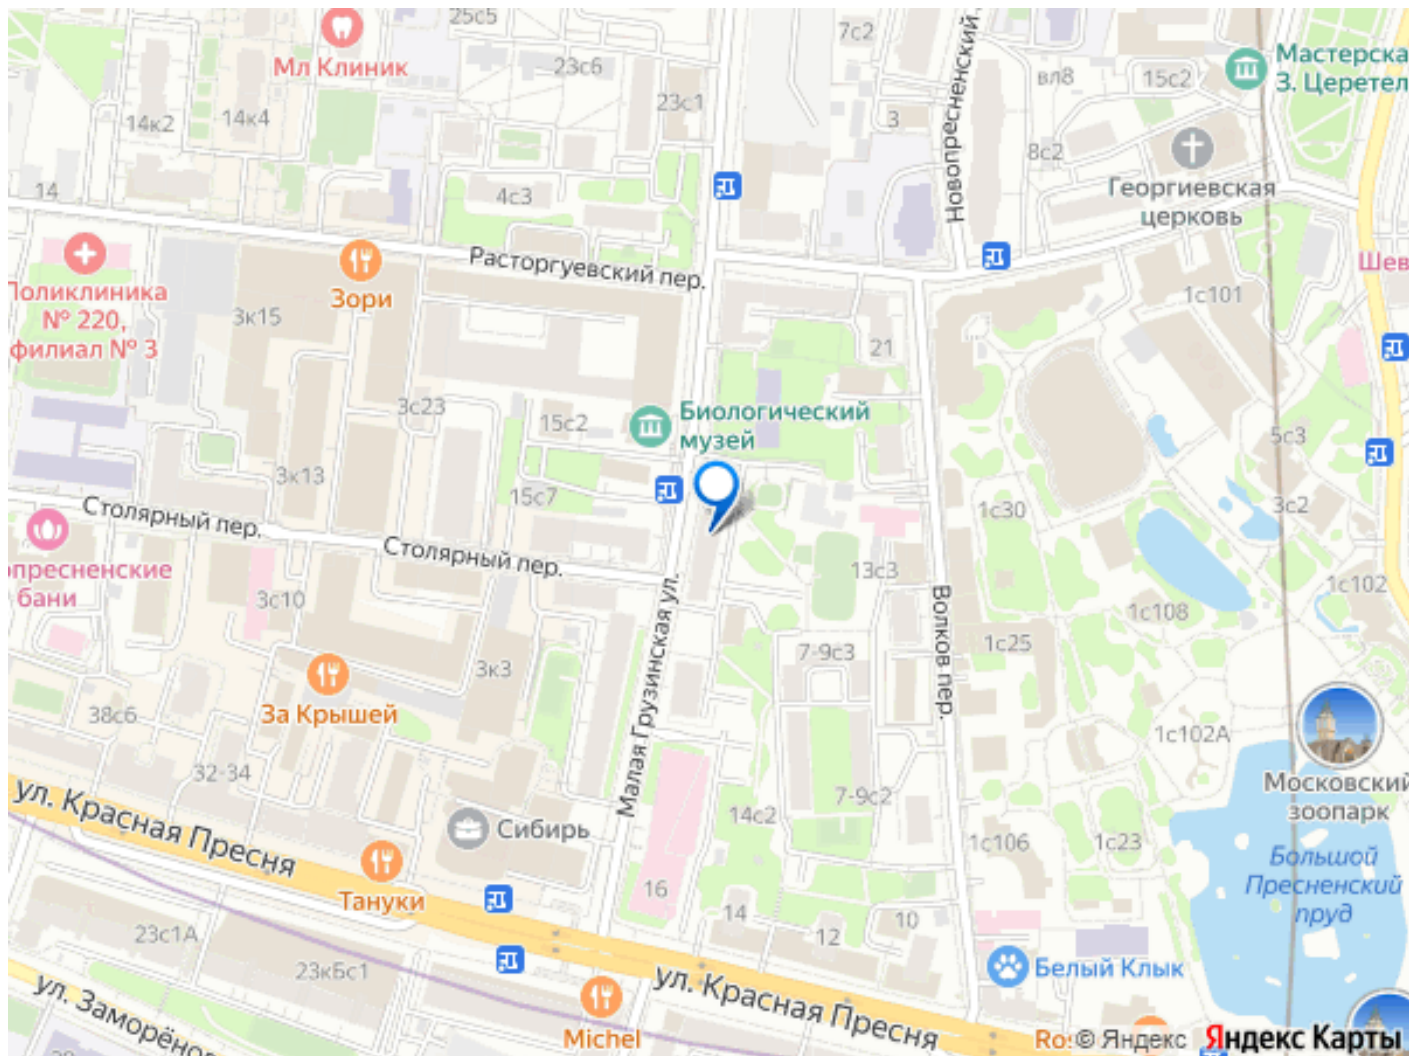 25с5
7с2
Мл Клиник
23с6
вл8
15с2
Мастерска
З. Церетел
14к2
14к4
23с1
3
8с2
Новопресненский
Георгиевская
церковь
14
4с3
Расторгуевский пер.
Шев
Поликлиника
№ 220,
филиал № 3
Зори
3к15
1с101
21
3с23
15с2
Биологический
музей
5с3
3к13
15с7
3с2
Столярный пер.
1с30
Столярный пер.
опресненские
бани
13с3
1с102
3с10
Малая Грузинская ул.
Волков пер.
1с108
7-9с3
1с25
3к3
38с6
За Крышей
1с102А
32-34
Московский
зоопарк
ул. Красная Пресня
Сибирь
14с2
7-9с2
1с106
1с23
Большой
Пресненский
пруд
Тануки
16
14
10
12
23с1А
23кБс1
Белый Клык
ул. Заморёно
ул. Красная Пресня
Michel
Ros
© Яндекс
Яндекс Карты